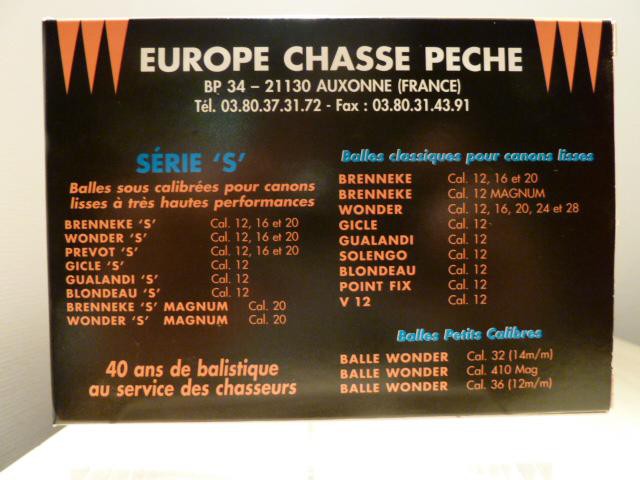 EUROPE CHASSE PECHE
BP 34 – 21130 AUXONNE (FRANCE)
Tél. 03.80.37.31.72 - Fax : 03.80.31.43.91
SÉRIE 'S'
Balles sous calibrées pour canons
lisses à très hautes performances
BRENNEKE 'S' Cal. 12, 16 et 20
WONDER 'S' Cal. 12, 16 et 20
PREVOT 'S' Cal. 12, 16 et 20
GICLE 'S' Cal. 12
GUALANDI 'S' Cal. 12
BLONDEAU 'S' Cal. 12
BRENNEKE 'S' MAGNUM Cal. 20
WONDER 'S' MAGNUM Cal. 20
40 ans de balistique
au service des chasseurs
Balles classiques pour canons lisses
BRENNEKE Cal. 12, 16 et 20
BRENNEKE Cal. 12 MAGNUM
WONDER Cal. 12, 16, 20, 24 et 28
GICLE Cal. 12
GUALANDI Cal. 12
SOLENGO Cal. 12
BLONDEAU Cal. 12
POINT FIX Cal. 12
V 12 Cal. 12
Balles Petits Calibres
BALLE WONDER Cal. 32 (14m/m)
BALLE WONDER Cal. 410 Mag
BALLE WONDER Cal. 36 (12m/m)